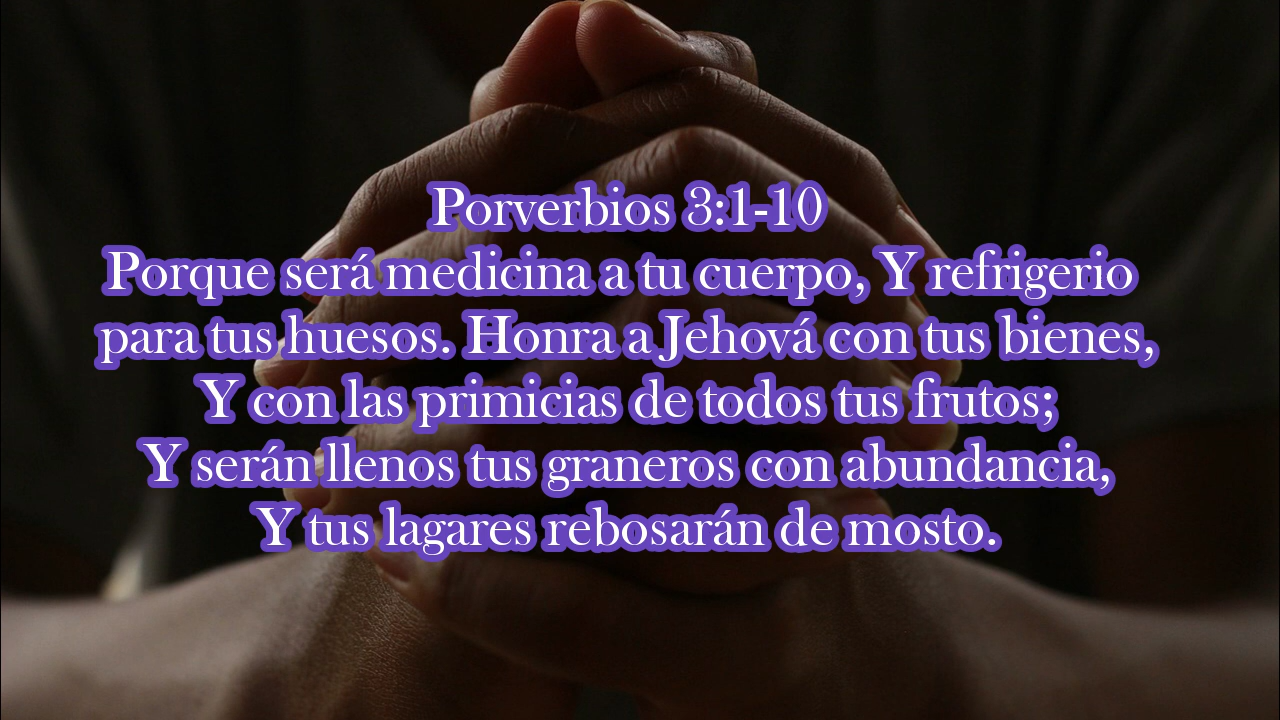 Porverbios 3:1-10
Porque será medicina a tu cuerpo, Y refrigerio
para tus huesos. Honra a Jehová con tus bienes,
Y con las primicias de todos tus frutos;
Y serán llenos tus graneros con abundancia,
Y tus lagares rebosarán de mosto.